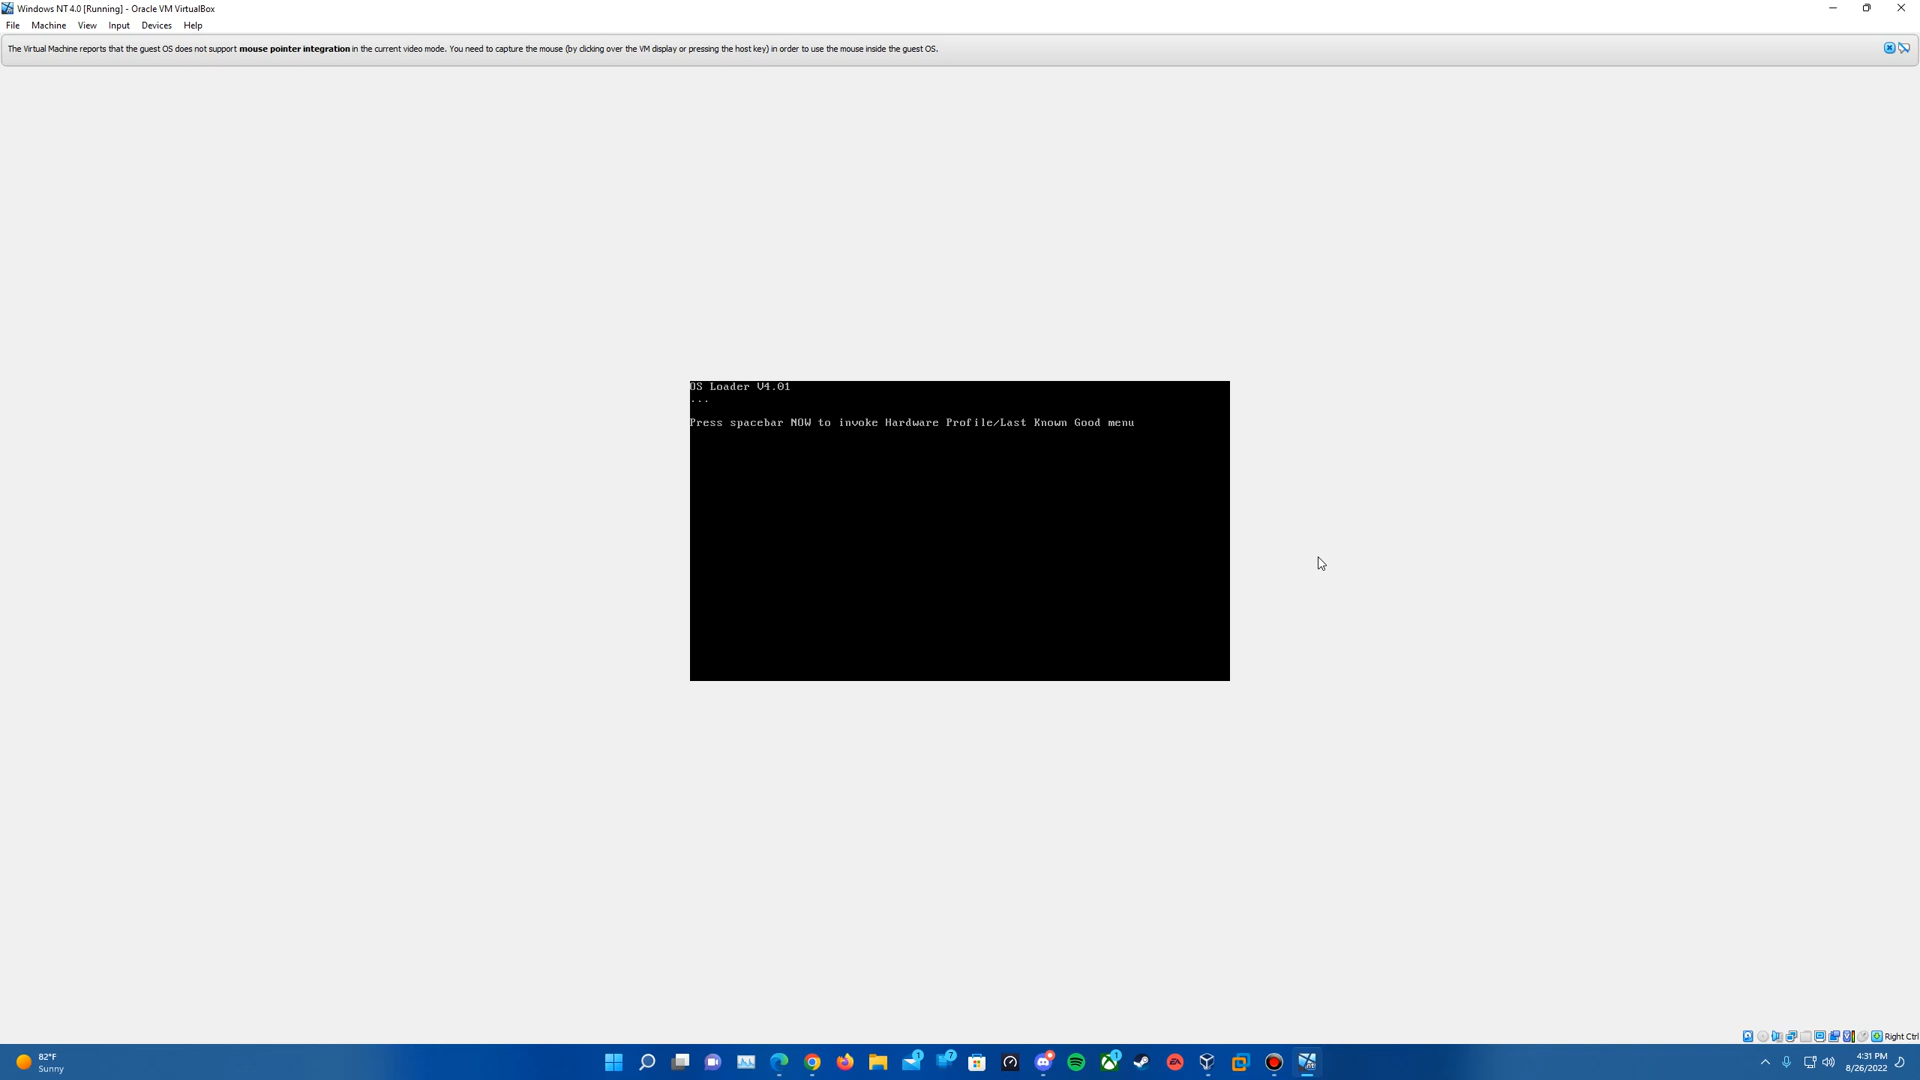 Windows NT 4.0 [Running] - Oracle VM VirtualBox
File Machine View Input Devices Help
The Virtual Machine reports that the guest OS does not support mouse pointer integration in the current video mode. You need to capture the mouse (by clicking over the VM display or pressing the host key) in order to use the mouse inside the guest OS.
OS Loader V4.01
...
Press spacebar NOW to invoke Hardware Profile/Last Known Good menu
Right Ctrl
82°F
Sunny
1
7
1
EA
4:31 PM
8/26/2022